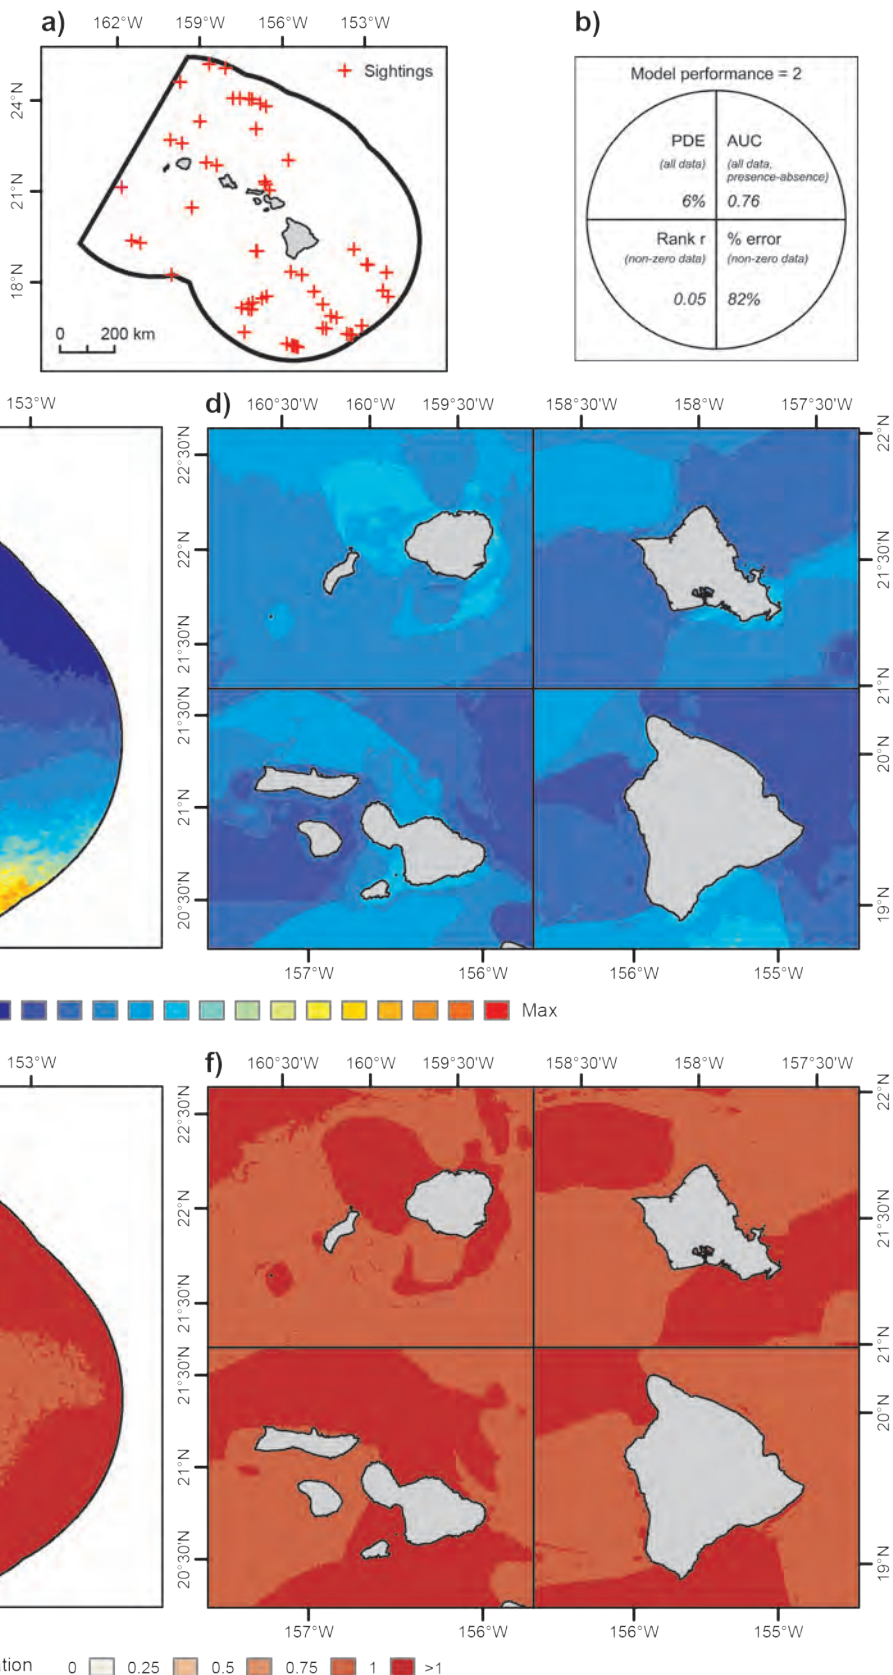 a)
162°W 159°W 156°W 153°W
24°N
21°N
18°N
Sightings
0 200 km
b)
Model performance = 2
PDE
(all data)
6%
AUC
(all data,
presence-absence)
0.76
Rank r
(non-zero data)
0.05
% error
(non-zero data)
82%
153°W
d)
160°30'W 160°W 159°30'W 158°30'W 158°W 157°30'W
22°30'N
22°N
21°30'N
22°N
21°30'N
21°N
21°30'N
21°N
20°30'N
20°N
19°N
157°W 156°W 156°W 155°W
Max
153°W
f)
160°30'W 160°W 159°30'W 158°30'W 158°W 157°30'W
22°30'N
22°N
21°30'N
22°N
21°30'N
21°N
21°30'N
21°N
20°30'N
20°N
19°N
157°W 156°W 156°W 155°W
ation 0 0.25 0.5 0.75 1 >1